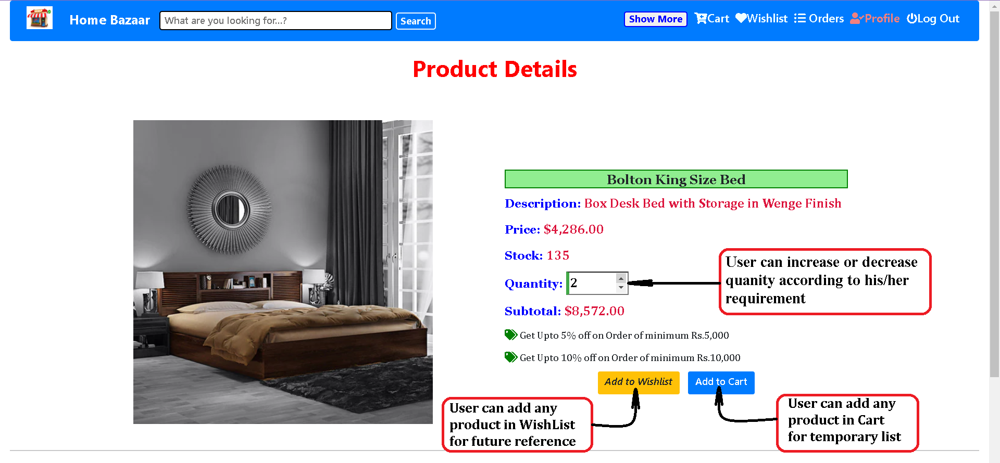 Home Bazaar
What are you looking for...?
Search
Show More
Cart
Wishlist
Orders
Profile
Log Out
Product Details
Bolton King Size Bed
Description: Box Desk Bed with Storage in Wenge Finish
Price: $4,286.00
Stock: 135
Quantity: 2
User can increase or decrease
quanity according to his/her
requirement
Subtotal: $8,572.00
Get Upto 5% off on Order of minimum Rs.5,000
Get Upto 10% off on Order of minimum Rs.10,000
Add to Wishlist
Add to Cart
User can add any
product in WishList
for future reference
User can add any
product in Cart
for temporary list